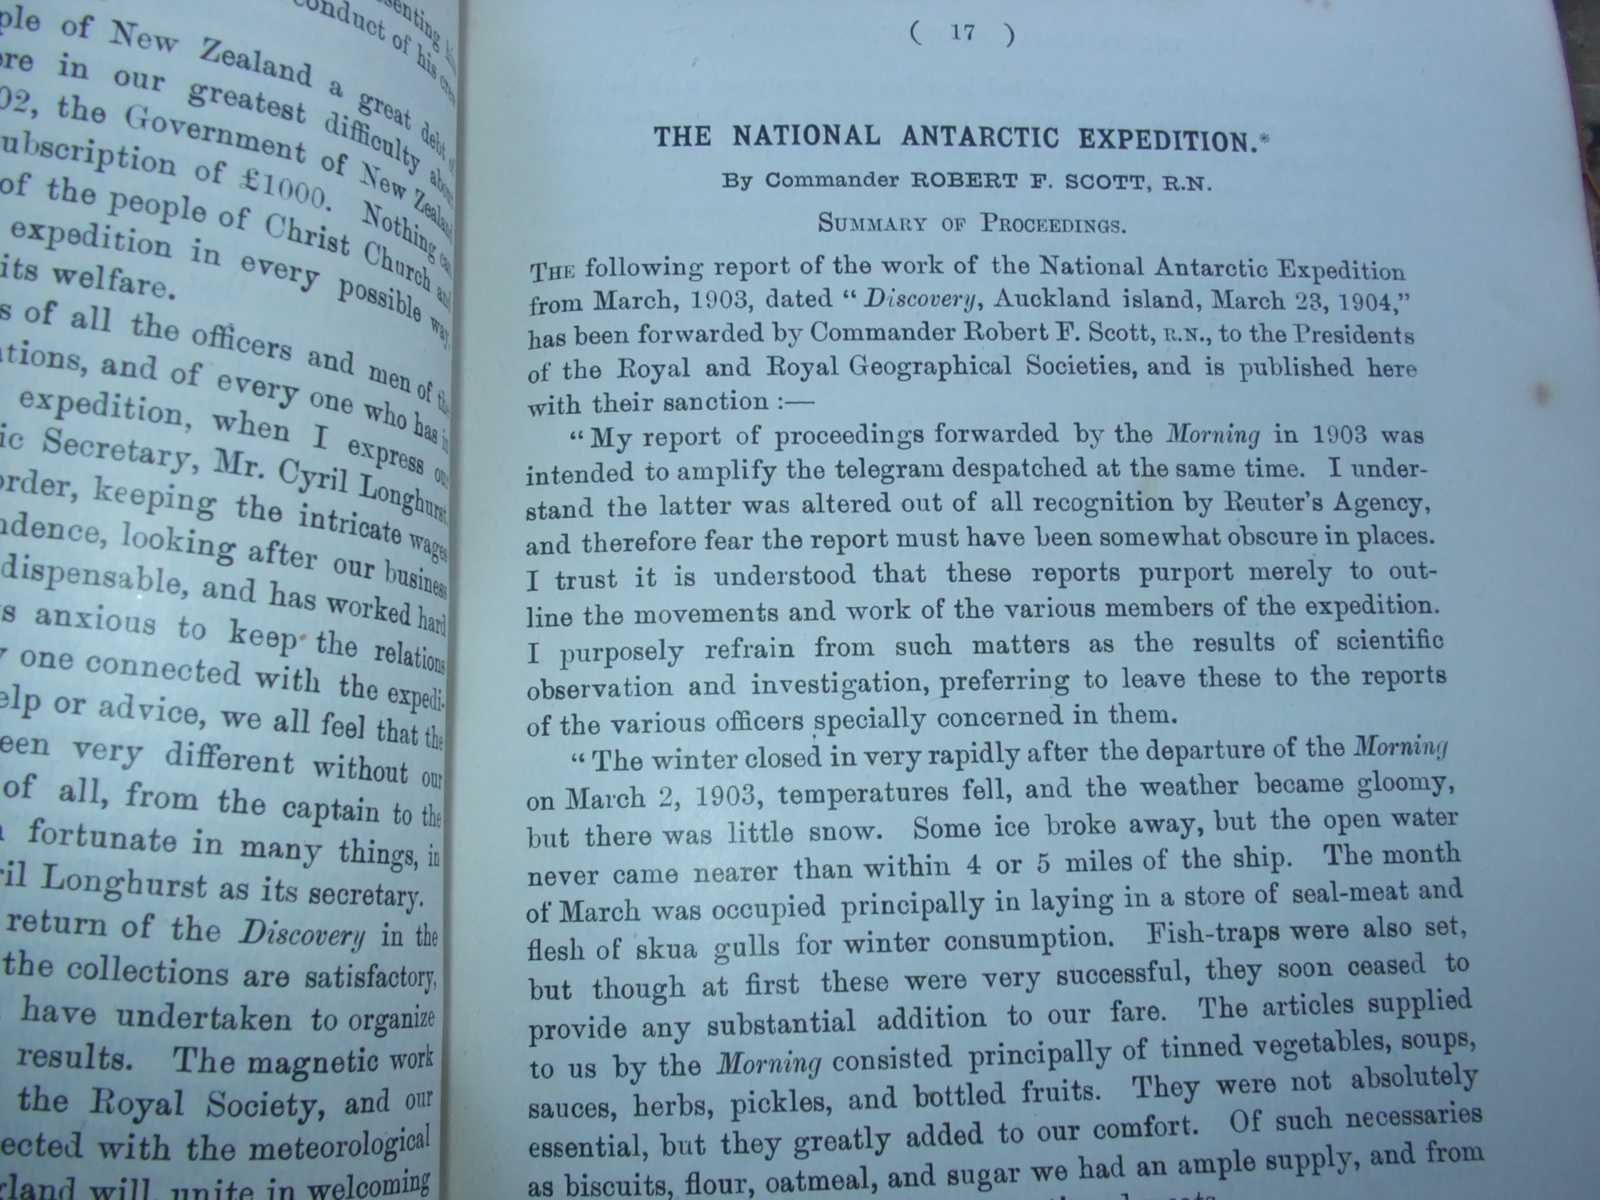 conduct of his
ple of New Zealand a great debt
ore in our greatest difficulty
02, the Government of New Zealand
ubscription of £1000. Nothing can
of the people of Christ Church and
expedition in every possible way,
its welfare.
s of all the officers and men of the
ations, and of every one who has in
expedition, when I express our
ic Secretary, Mr. Cyril Longhurst.
order, keeping the intricate wages
ndence, looking after our business
dispensable, and has worked hard
s anxious to keep the relations
y one connected with the expedi-
elp or advice, we all feel that the
een very different without our
of all, from the captain to the
fortunate in many things, in
ril Longhurst as its secretary.
return of the Discovery in the
the collections are satisfactory,
have undertaken to organize
results. The magnetic work
the Royal Society, and our
ected with the meteorological
gland will unite in welcoming
( 17 )
THE NATIONAL ANTARCTIC EXPEDITION.*
By Commander ROBERT F. SCOTT, R.N.
SUMMARY OF PROCEEDINGS.
THE following report of the work of the National Antarctic Expedition
from March, 1903, dated “ Discovery, Auckland island, March 23, 1904,”
has been forwarded by Commander Robert F. Scott, R.N., to the Presidents
of the Royal and Royal Geographical Societies, and is published here
with their sanction :—
“ My report of proceedings forwarded by the Morning in 1903 was
intended to amplify the telegram despatched at the same time. I under-
stand the latter was altered out of all recognition by Reuter's Agency,
and therefore fear the report must have been somewhat obscure in places.
I trust it is understood that these reports purport merely to out-
line the movements and work of the various members of the expedition.
I purposely refrain from such matters as the results of scientific
observation and investigation, preferring to leave these to the reports
of the various officers specially concerned in them.
“ The winter closed in very rapidly after the departure of the Morning
on March 2, 1903, temperatures fell, and the weather became gloomy,
but there was little snow. Some ice broke away, but the open water
never came nearer than within 4 or 5 miles of the ship. The month
of March was occupied principally in laying in a store of seal-meat and
flesh of skua gulls for winter consumption. Fish-traps were also set,
but though at first these were very successful, they soon ceased to
provide any substantial addition to our fare. The articles supplied
to us by the Morning consisted principally of tinned vegetables, soups,
sauces, herbs, pickles, and bottled fruits. They were not absolutely
essential, but they greatly added to our comfort. Of such necessaries
as biscuits, flour, oatmeal, and sugar we had an ample supply, and from